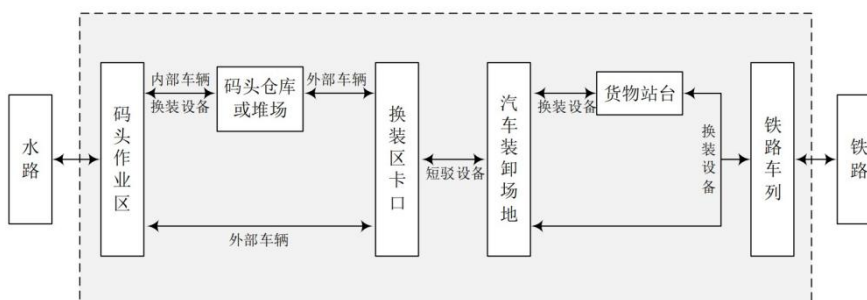 水路
码头作业区
内部车辆
换装设备
码头仓库
或堆场
外部车辆
外部车辆
换装区卡口
短驳设备
汽车装卸场地
换装设备
货物站台
换装设备
铁路车列
铁路